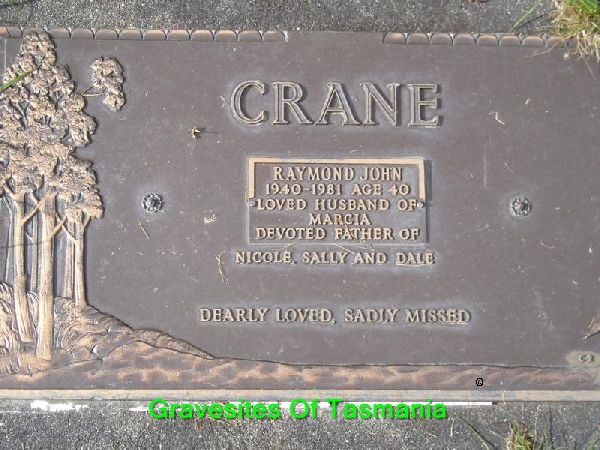 CRANE
RAYMOND JOHN
1940-1981 AGE 40
LOVED HUSBAND OF
MARCIA
DEVOTED FATHER OF
NICOLE, SALLY AND DALE
DEARLY LOVED, SADLY MISSED
©
Gravesites Of Tasmania